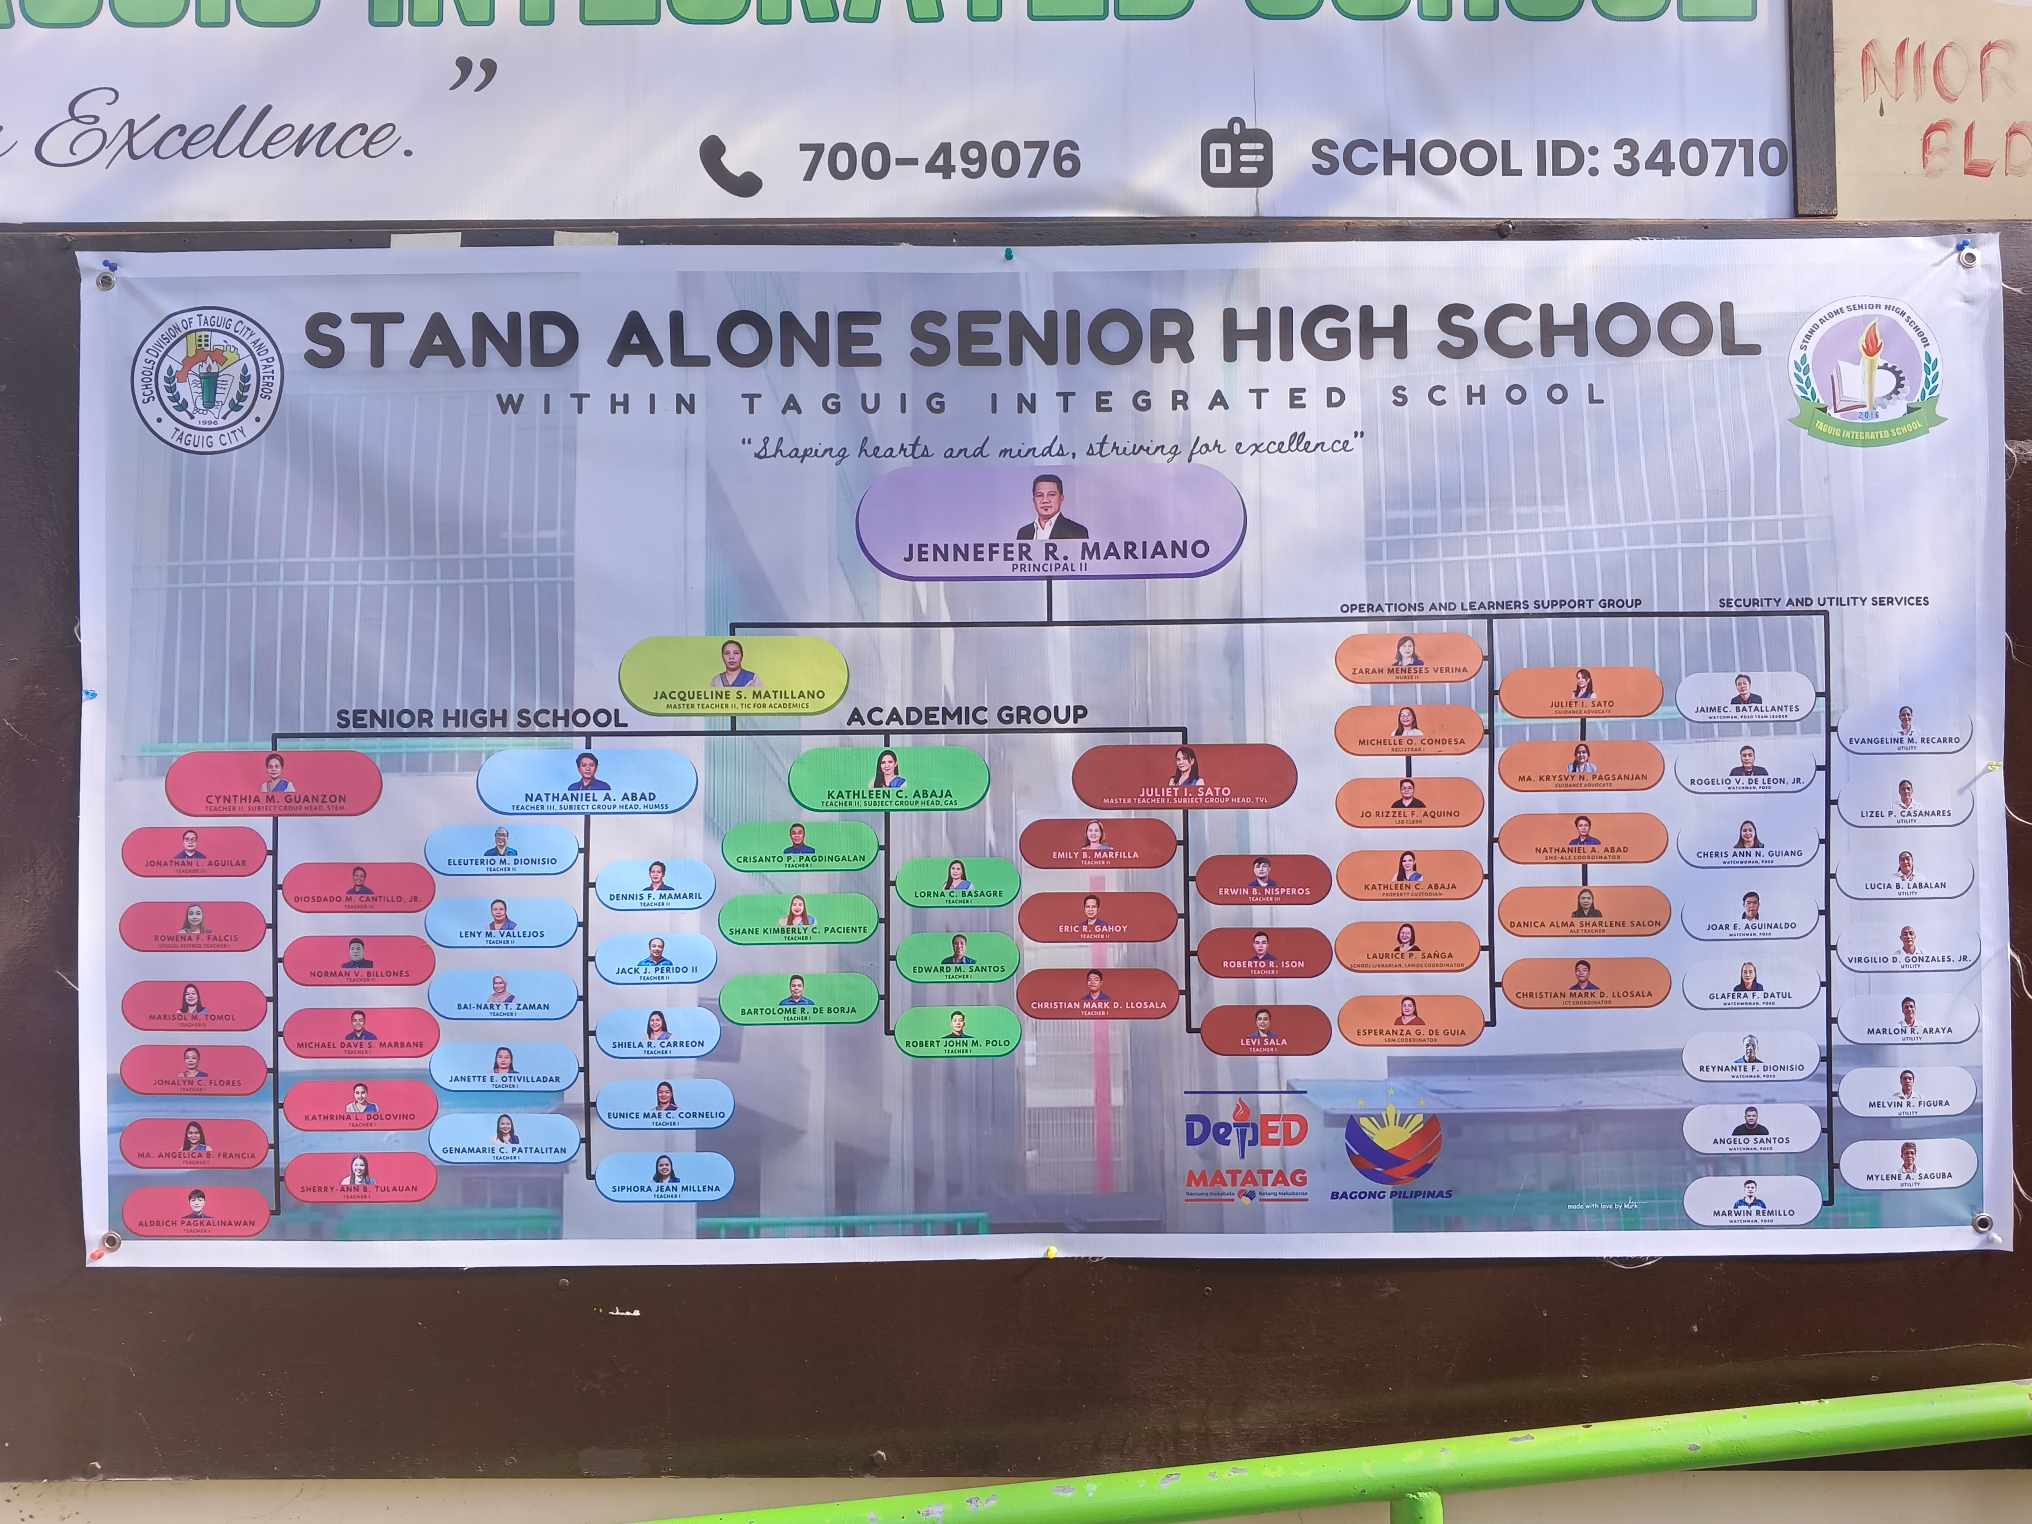 INTEGRATED SCHOOL
Excellence.”
700-49076
SCHOOL ID: 340710
STAND ALONE SENIOR HIGH SCHOOL
WITHIN TAGUIG INTEGRATED SCHOOL
“Shaping hearts and minds, striving for excellence”
SCHOOLS DIVISION OF TAGUIG CITY AND PATEROS
1996
TAGUIG CITY
STAND ALONE SENIOR HIGH SCHOOL
2016
TAGUIG INTEGRATED SCHOOL
JENNEFER R. MARIANO
PRINCIPAL II
JACQUELINE S. MATILLANO
MASTER TEACHER II, TIC FOR ACADEMICS
SENIOR HIGH SCHOOL
ACADEMIC GROUP
CYNTHIA M. GUANZON
TEACHER II, SUBJECT GROUP HEAD, STEM
JONATHAN L. AGUILAR
TEACHER III
ROWENA F. FALCIS
MARISOL M. TOMOL
JONALYN C. FLORES
TEACHER I
MA. ANGELICA B. FRANCIA
TEACHER I
ALDRICH PAGKALINAWAN
TEACHER I
DIOSDADO M. CANTILLO, JR.
NORMAN V. BILLONES
TEACHER II
MICHAEL DAVE S. MARBANE
TEACHER I
KATHRINA L. DOLOVINO
TEACHER I
SHERRY-ANN B. TULAUAN
TEACHER I
NATHANIEL A. ABAD
TEACHER III, SUBJECT GROUP HEAD, HUMSS
ELEUTERIO M. DIONISIO
TEACHER II
LENY M. VALLEJOS
TEACHER II
BAI-NARY T. ZAMAN
TEACHER I
JANETTE E. OTIVILLADAR
TEACHER I
GENAMARIE C. PATTALITAN
TEACHER I
DENNIS F. MAMARIL
TEACHER II
JACK J. PERIDO II
TEACHER II
SHIELA R. CARREON
TEACHER I
EUNICE MAE C. CORNELIO
TEACHER I
SIPHORA JEAN MILLENA
TEACHER I
KATHLEEN C. ABAJA
TEACHER II, SUBJECT GROUP HEAD, GAS
CRISANTO P. PAGDINGALAN
TEACHER I
SHANE KIMBERLY C. PACIENTE
TEACHER I
BARTOLOME R. DE BORJA
TEACHER I
LORNA C. BASAGRE
TEACHER I
EDWARD M. SANTOS
TEACHER I
ROBERT JOHN M. POLO
TEACHER I
JULIET I. SATO
MASTER TEACHER I, SUBJECT GROUP HEAD, TVL
EMILY B. MARFILLA
TEACHER II
ERIC R. GAHOY
TEACHER II
CHRISTIAN MARK D. LLOSALA
TEACHER I
ERWIN B. NISPEROS
TEACHER III
ROBERTO R. ISON
TEACHER I
LEVI SALA
TEACHER I
OPERATIONS AND LEARNERS SUPPORT GROUP
ZARAH MENESES VERINA
NURSE II
MICHELLE O. CONDESA
REGISTRAR I
JO RIZZEL F. AQUINO
LSB CLERK
KATHLEEN C. ABAJA
PROPERTY CUSTODIAN
LAURICE P. SAÑGA
ESPERANZA G. DE GUIA
SBM COORDINATOR
JULIET I. SATO
GUIDANCE ADVOCATE
MA. KRYSVY N. PAGSANJAN
GUIDANCE ADVOCATE
NATHANIEL A. ABAD
SHS-ALS COORDINATOR
DANICA ALMA SHARLENE SALON
ALS TEACHER
CHRISTIAN MARK D. LLOSALA
ICT COORDINATOR
SECURITY AND UTILITY SERVICES
JAIME C. BATALLANTES
WATCHMAN, POSO TEAM LEADER
ROGELIO V. DE LEON, JR.
WATCHMAN, POSO
CHERIS ANN N. GUIANG
WATCHWOMAN, POSO
JOAR E. AGUINALDO
WATCHMAN, POSO
GLAFERA F. DATUL
WATCHWOMAN, POSO
REYNANTE F. DIONISIO
WATCHMAN, POSO
ANGELO SANTOS
WATCHMAN, POSO
MARWIN REMILLO
WATCHMAN, POSO
EVANGELINE M. RECARRO
UTILITY
LIZEL P. CASANARES
UTILITY
LUCIA B. LABALAN
UTILITY
VIRGILIO D. GONZALES, JR.
UTILITY
MARLON R. ARAYA
UTILITY
MELVIN R. FIGURA
UTILITY
MYLENE A. SAGUBA
UTILITY
DepED
MATATAG
Bansang Makabata Batang Makabansa
BAGONG PILIPINAS
made with love by